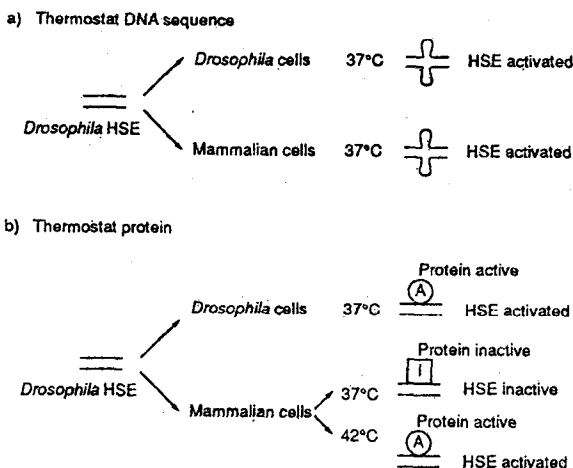 a) Thermostat DNA sequence
Drosophila cells 37°C HSE activated
Drosophila HSE
Mammalian cells 37°C HSE activated
b) Thermostat protein
Protein active
A
Drosophila cells 37°C HSE activated
Protein inactive
I
Drosophila HSE
37°C HSE inactive
Mammalian cells
Protein active
42°C A
HSE activated